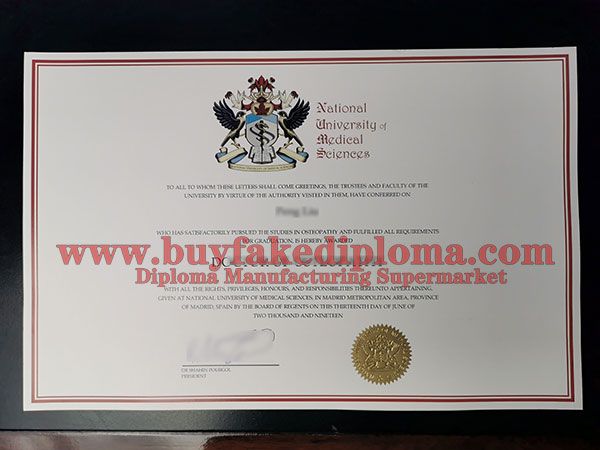 National
University of
Medical
Sciences
TO ALL TO WHOM THESE LETTERS SHALL COME GREETINGS, THE TRUSTEES AND FACULTY OF THE
UNIVERSITY BY VIRTUE OF THE AUTHORITY VESTED IN THEM, HAVE CONFERRED ON
Peng Liu
WHO HAS SATISFACTORILY PURSUED THE STUDIES IN OSTEOPATHY AND FULFILLED ALL REQUIREMENTS
FOR GRADUATION, IS HEREBY AWARDED
www.buyfakediploma.com
Diploma Manufacturing Supermarket
WITH ALL THE RIGHTS, PRIVILEGES, HONOURS, AND RESPONSIBILITIES THEREUNTO APPERTAINING,
GIVEN AT NATIONAL UNIVERSITY OF MEDICAL SCIENCES, IN MADRID METROPOLITAN AREA, PROVINCE
OF MADRID, SPAIN BY THE BOARD OF REGENTS ON THIS THIRTEENTH DAY OF JUNE OF
TWO THOUSAND AND NINETEEN
DR SHAHIN POURGOL
PRESIDENT